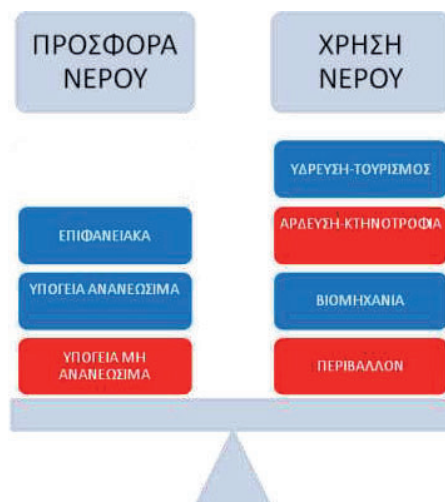 ΠΡΟΣΦΟΡΑ
ΝΕΡΟΥ
ΕΠΙΦΑΝΕΙΑΚΑ
ΥΠΟΓΕΙΑ ΑΝΑΝΕΩΣΙΜΑ
ΥΠΟΓΕΙΑ ΜΗ
ΑΝΑΝΕΩΣΙΜΑ
ΧΡΗΣΗ
ΝΕΡΟΥ
ΥΔΡΕΥΣΗ-ΤΟΥΡΙΣΜΟΣ
ΑΡΔΕΥΣΗ-ΚΤΗΝΟΤΡΟΦΙΑ
ΒΙΟΜΗΧΑΝΙΑ
ΠΕΡΙΒΑΛΛΟΝ